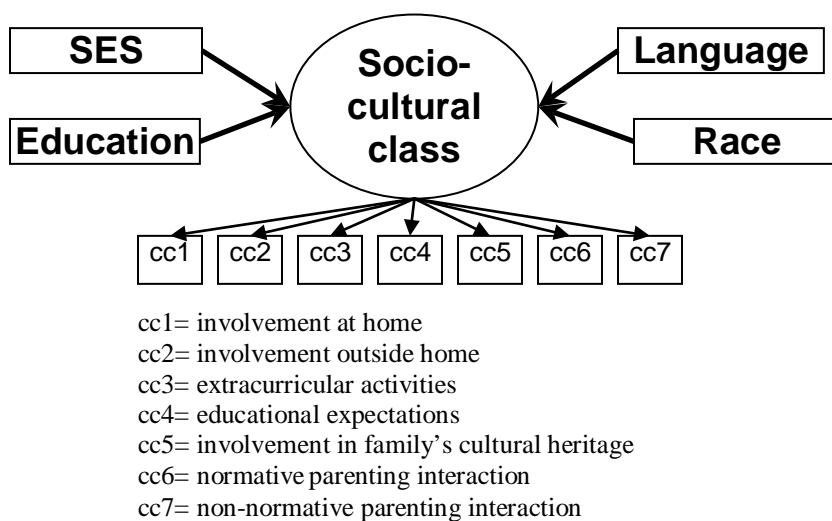 SES
Education
Socio-
cultural
class
Language
Race
cc1 cc2 cc3 cc4 cc5 cc6 cc7
cc1= involvement at home
cc2= involvement outside home
cc3= extracurricular activities
cc4= educational expectations
cc5= involvement in family’s cultural heritage
cc6= normative parenting interaction
cc7= non-normative parenting interaction